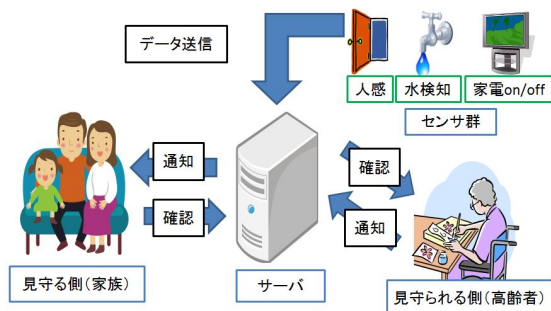 データ送信
人感
水検知
家電on/off
センサ群
通知
確認
確認
通知
見守る側(家族)
サーバ
見守られる側(高齢者)